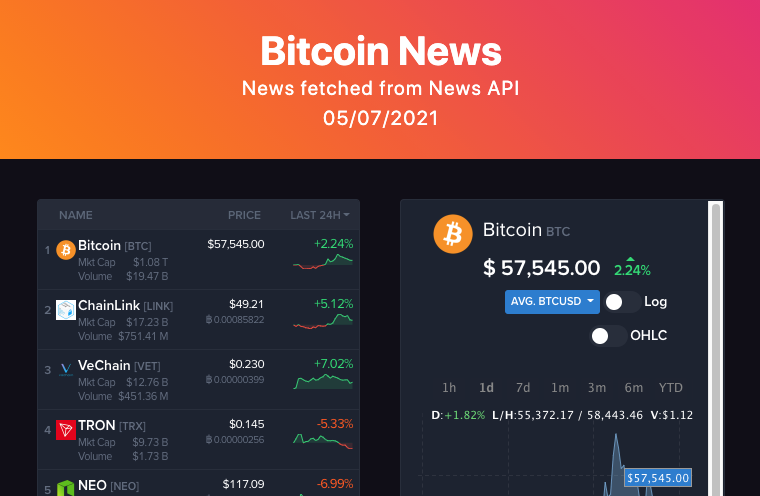 Bitcoin News
News fetched from News API
05/07/2021
NAME PRICE LAST 24H
1 Bitcoin [BTC] $57,545.00 +2.24%
Mkt Cap $1.08 T
Volume $19.47 B
2 ChainLink [LINK] $49.21 +5.12%
Mkt Cap $17.23 B ฿0.00085822
Volume $751.41 M
3 VeChain [VET] $0.230 +7.02%
Mkt Cap $12.76 B ฿0.00000399
Volume $451.36 M
4 TRON [TRX] $0.145 -5.33%
Mkt Cap $9.73 B ฿0.00000256
Volume $1.73 B
5 NEO [NEO] $117.09 -6.99%
Bitcoin BTC
$ 57,545.00 2.24%
AVG. BTCUSD Log
OHLC
1h 1d 7d 1m 3m 6m YTD
D:+1.82% L/H:55,372.17 / 58,443.46 V:$1.12
$57,545.00